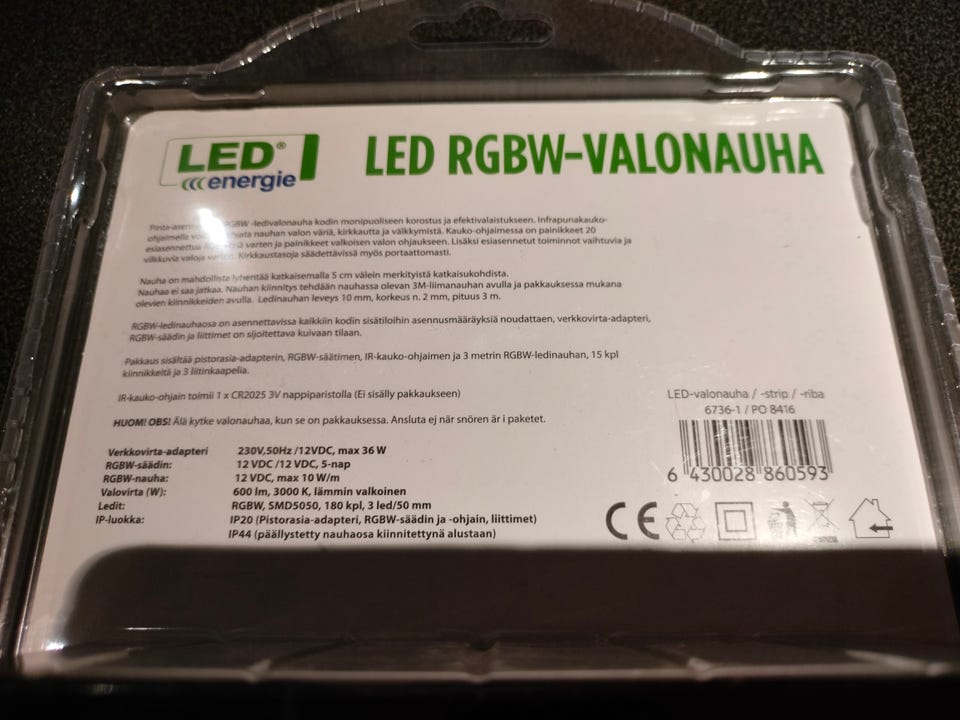 LED®
energie
LED RGBW-VALONAUHA
RGBW -ledivalonauha kodin monipuoliseen korostus ja efektivalaistukseen. Infrapunakauko-
ohjaimella nauhan valon väriä, kirkkautta ja välkkymistä. Kauko-ohjaimessa on painikkeet 20
esiasennettua varten ja painikkeet valkoisen valon ohjaukseen. Lisäksi esiasennetut toiminnot vaihtuvia ja
vilkkuvia valoja varten. Kirkkaustasoja säädettävissä myös portaattomasti.
Nauha on mahdollista lyhentää katkaisemalla 5 cm välein merkityistä katkaisukohdista.
Nauhaa ei saa jatkaa. Nauhan kiinnitys tehdään nauhassa olevan 3M-liimanauhan avulla ja pakkauksessa mukana
olevien kiinnikkeiden avulla. Ledinauhan leveys 10 mm, korkeus n. 2 mm, pituus 3 m.
RGBW-ledinauhaosa on asennettavissa kaikkiin kodin sisätiloihin asennusmääräyksiä noudattaen, verkkovirta-adapteri,
RGBW-säädin ja liittimet on sijoitettava kuivaan tilaan.
Pakkaus sisältää pistorasia-adapterin, RGBW-säätimen, IR-kauko-ohjaimen ja 3 metrin RGBW-ledinauhan, 15 kpl
kiinnikkeitä ja 3 liitinkaapelia.
IR-kauko-ohjain toimii 1 x CR2025 3V nappiparistolla (Ei sisälly pakkaukseen)
HUOM! OBS! Älä kytke valonauhaa, kun se on pakkauksessa. Anslut ej när snören är i paketet.
Verkkovirta-adapteri 230V,50Hz /12VDC, max 36 W
RGBW-säädin: 12 VDC /12 VDC, 5-nap
RGBW-nauha: 12 VDC, max 10 W/m
Valovirta (W): 600 lm, 3000 K, lämmin valkoinen
Ledit: RGBW, SMD5050, 180 kpl, 3 led/50 mm
IP-luokka: IP20 (Pistorasia-adapteri, RGBW-säädin ja -ohjain, liittimet)
IP44 (päällystetty nauhaosa kiinnitettynä alustaan)
LED-valonauha / -strip / -riba
6736-1 / PO 8416
6 430028 860593
CE